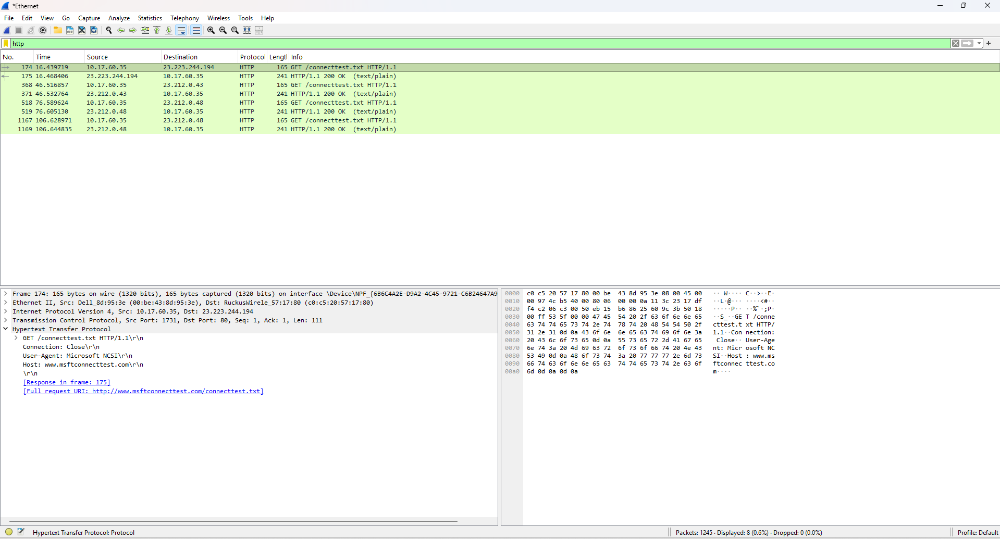 *Ethernet
File Edit View Go Capture Analyze Statistics Telephony Wireless Tools Help
http
No. Time Source Destination Protocol Lengtl Info
174 16.439719 10.17.60.35 23.223.244.194 HTTP 165 GET /connecttest.txt HTTP/1.1
175 16.468406 23.223.244.194 10.17.60.35 HTTP 241 HTTP/1.1 200 OK (text/plain)
368 46.516857 10.17.60.35 23.212.0.43 HTTP 165 GET /connecttest.txt HTTP/1.1
371 46.532764 23.212.0.43 10.17.60.35 HTTP 241 HTTP/1.1 200 OK (text/plain)
518 76.589624 10.17.60.35 23.212.0.48 HTTP 165 GET /connecttest.txt HTTP/1.1
519 76.605130 23.212.0.48 10.17.60.35 HTTP 241 HTTP/1.1 200 OK (text/plain)
1167 106.628971 10.17.60.35 23.212.0.48 HTTP 165 GET /connecttest.txt HTTP/1.1
1169 106.644835 23.212.0.48 10.17.60.35 HTTP 241 HTTP/1.1 200 OK (text/plain)
Frame 174: 165 bytes on wire (1320 bits), 165 bytes captured (1320 bits) on interface \Device\NPF_{6B6C4A2E-D9A2-4C45-9721-C6B24647A9
Ethernet II, Src: Dell_8d:95:3e (00:be:43:8d:95:3e), Dst: RuckusWirele_57:17:80 (c0:c5:20:57:17:80)
Internet Protocol Version 4, Src: 10.17.60.35, Dst: 23.223.244.194
Transmission Control Protocol, Src Port: 1731, Dst Port: 80, Seq: 1, Ack: 1, Len: 111
Hypertext Transfer Protocol
GET /connecttest.txt HTTP/1.1\r\n
Connection: Close\r\n
User-Agent: Microsoft NCSI\r\n
Host: www.msftconnecttest.com\r\n
\r\n
[Response in frame: 175]
[Full request URI: http://www.msftconnecttest.com/connecttest.txt]
0000 c0 c5 20 57 17 80 00 be 43 8d 95 3e 08 00 45 00 ·· W···· C··>··E·
0010 00 97 4c b5 40 00 80 06 00 00 0a 11 3c 23 17 df ··L·@··· ····<#··
0020 f4 c2 06 c3 00 50 eb 15 b6 86 25 60 9c 3b 50 18 ·····P·· ··%`·;P·
0030 00 ff 53 5f 00 00 47 45 54 20 2f 63 6f 6e 6e 65 ··S_··GE T /conne
0040 63 74 74 65 73 74 2e 74 78 74 20 48 54 54 50 2f cttest.t xt HTTP/
0050 31 2e 31 0d 0a 43 6f 6e 6e 65 63 74 69 6f 6e 3a 1.1··Con nection:
0060 20 43 6c 6f 73 65 0d 0a 55 73 65 72 2d 41 67 65 Close·· User-Age
0070 6e 74 3a 20 4d 69 63 72 6f 73 6f 66 74 20 4e 43 nt: Micr osoft NC
0080 53 49 0d 0a 48 6f 73 74 3a 20 77 77 77 2e 6d 73 SI··Host : www.ms
0090 66 74 63 6f 6e 6e 65 63 74 74 65 73 74 2e 63 6f ftconnec ttest.co
00a0 6d 0d 0a 0d 0a m····
Hypertext Transfer Protocol: Protocol
Packets: 1245 · Displayed: 8 (0.6%) · Dropped: 0 (0.0%)
Profile: Default